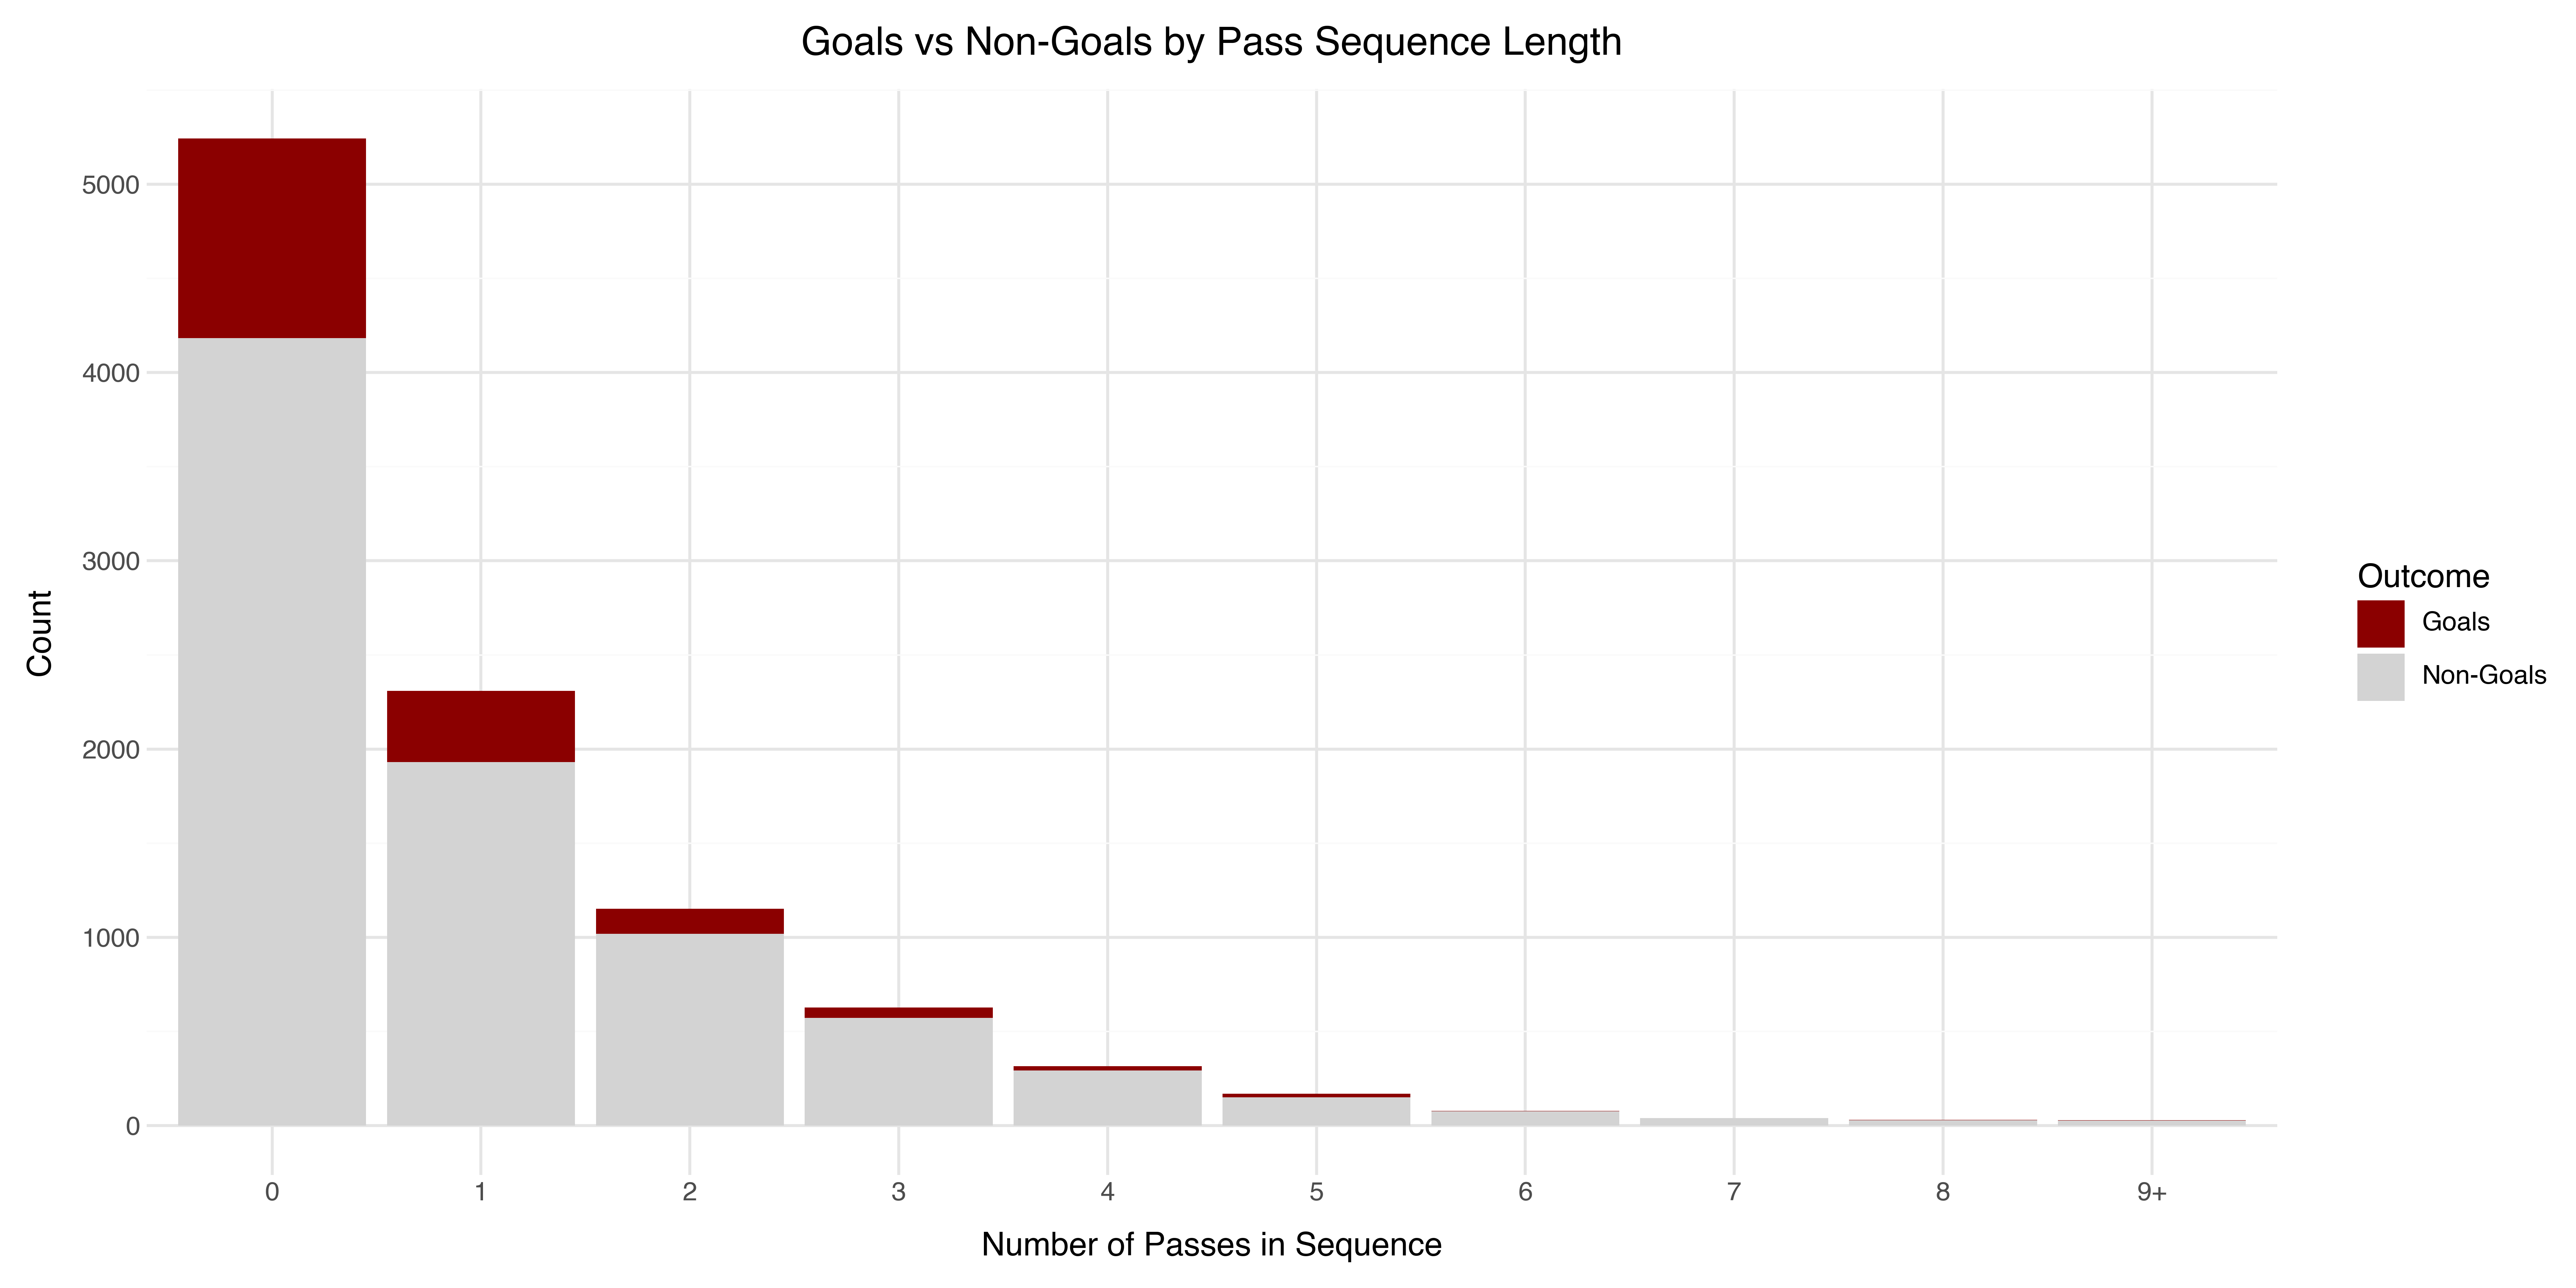 Goals vs Non-Goals by Pass Sequence Length
Count
5000
4000
3000
2000
1000
0
0
1
2
3
4
5
6
7
8
9+
Number of Passes in Sequence
Outcome
Goals
Non-Goals